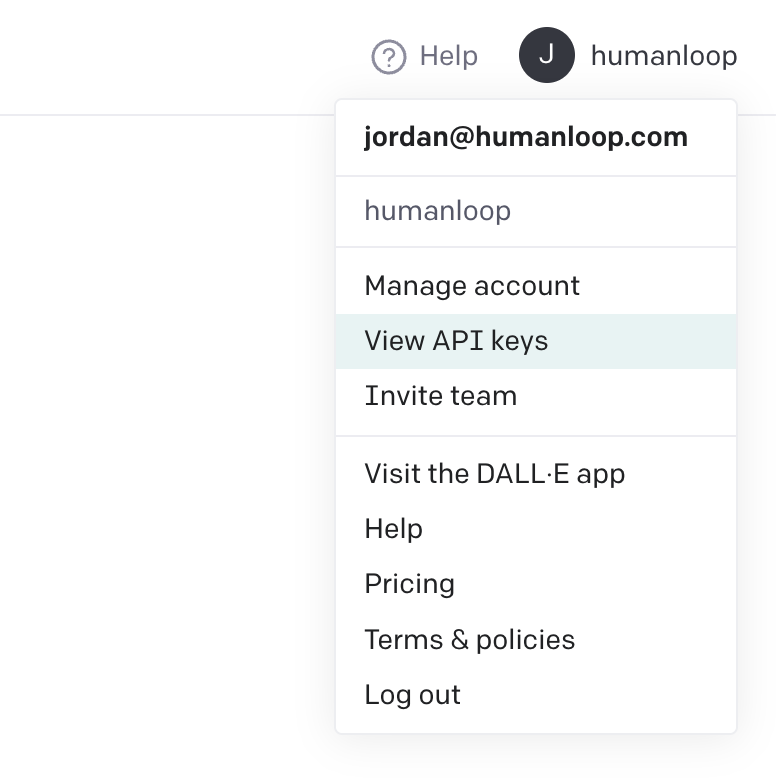 ? Help J humanloop
jordan@humanloop.com
humanloop
Manage account
View API keys
Invite team
Visit the DALL·E app
Help
Pricing
Terms & policies
Log out